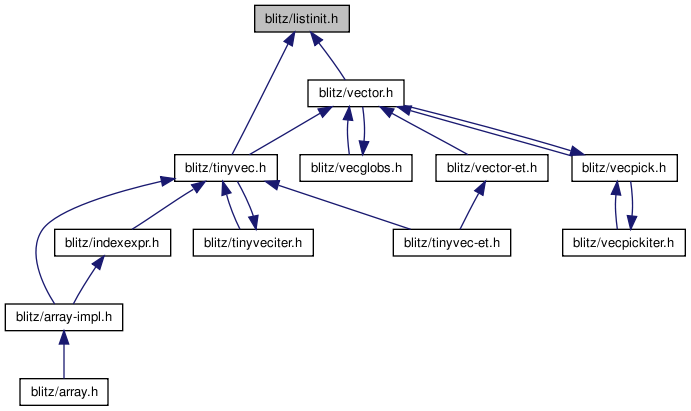 blitz/listinit.h
blitz/vector.h
blitz/tinyvec.h
blitz/vecglobs.h
blitz/vector-et.h
blitz/vecpick.h
blitz/indexexpr.h
blitz/tinyveciter.h
blitz/tinyvec-et.h
blitz/vecpickiter.h
blitz/array-impl.h
blitz/array.h